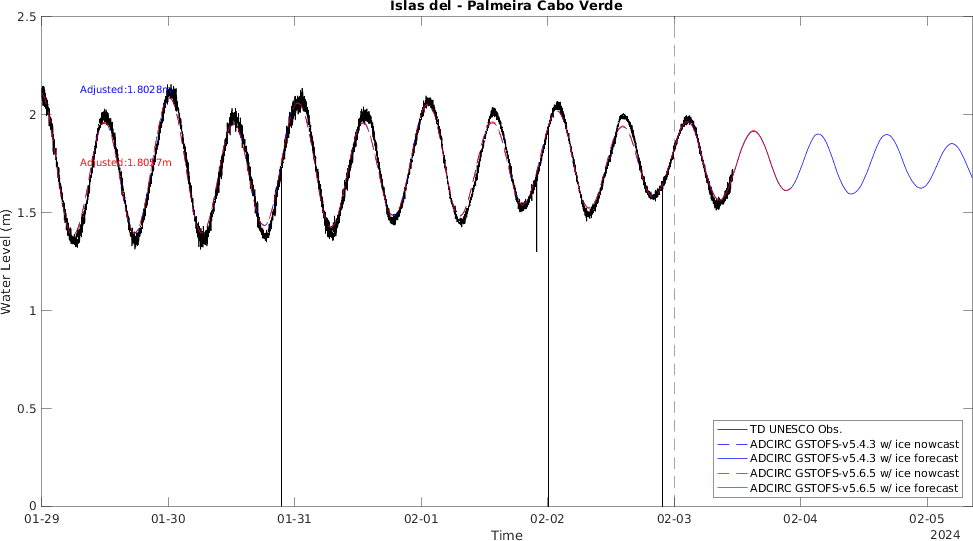 Islas del - Palmeira Cabo Verde
2.5
2
1.5
1
0.5
0
Water Level (m)
Adjusted:1.8028m
Adjusted:1.8057m
TD UNESCO Obs.
ADCIRC GSTOFS-v5.4.3 w/ ice nowcast
ADCIRC GSTOFS-v5.4.3 w/ ice forecast
ADCIRC GSTOFS-v5.6.5 w/ ice nowcast
ADCIRC GSTOFS-v5.6.5 w/ ice forecast
01-29 01-30 01-31 02-01 02-02 02-03 02-04 02-05
Time
2024